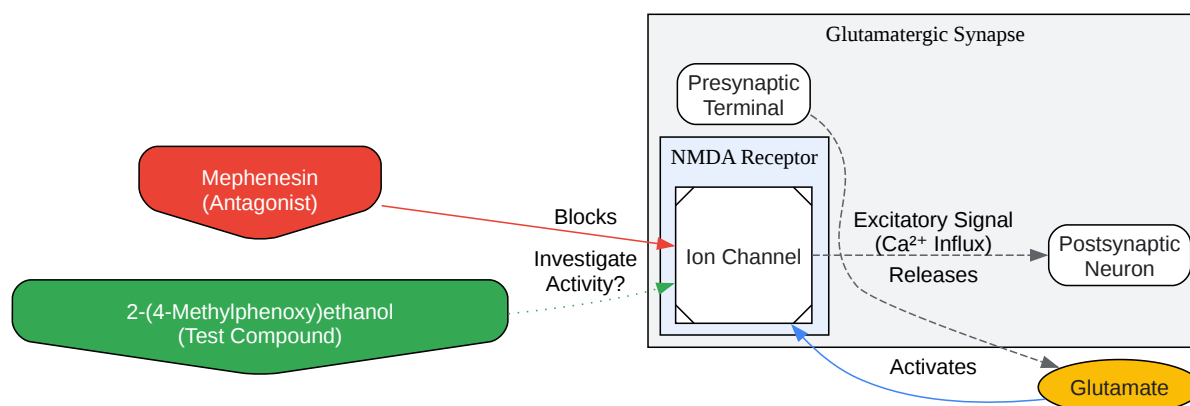 Glutamatergic Synapse
Presynaptic
Terminal
NMDA Receptor
Mephenesin
(Antagonist)
Blocks
Excitatory Signal
(Ca²⁺ Influx)
Ion Channel
Postsynaptic
Neuron
Investigate
Activity?
Releases
2-(4-Methylphenoxy)ethanol
(Test Compound)
Activates
Glutamate